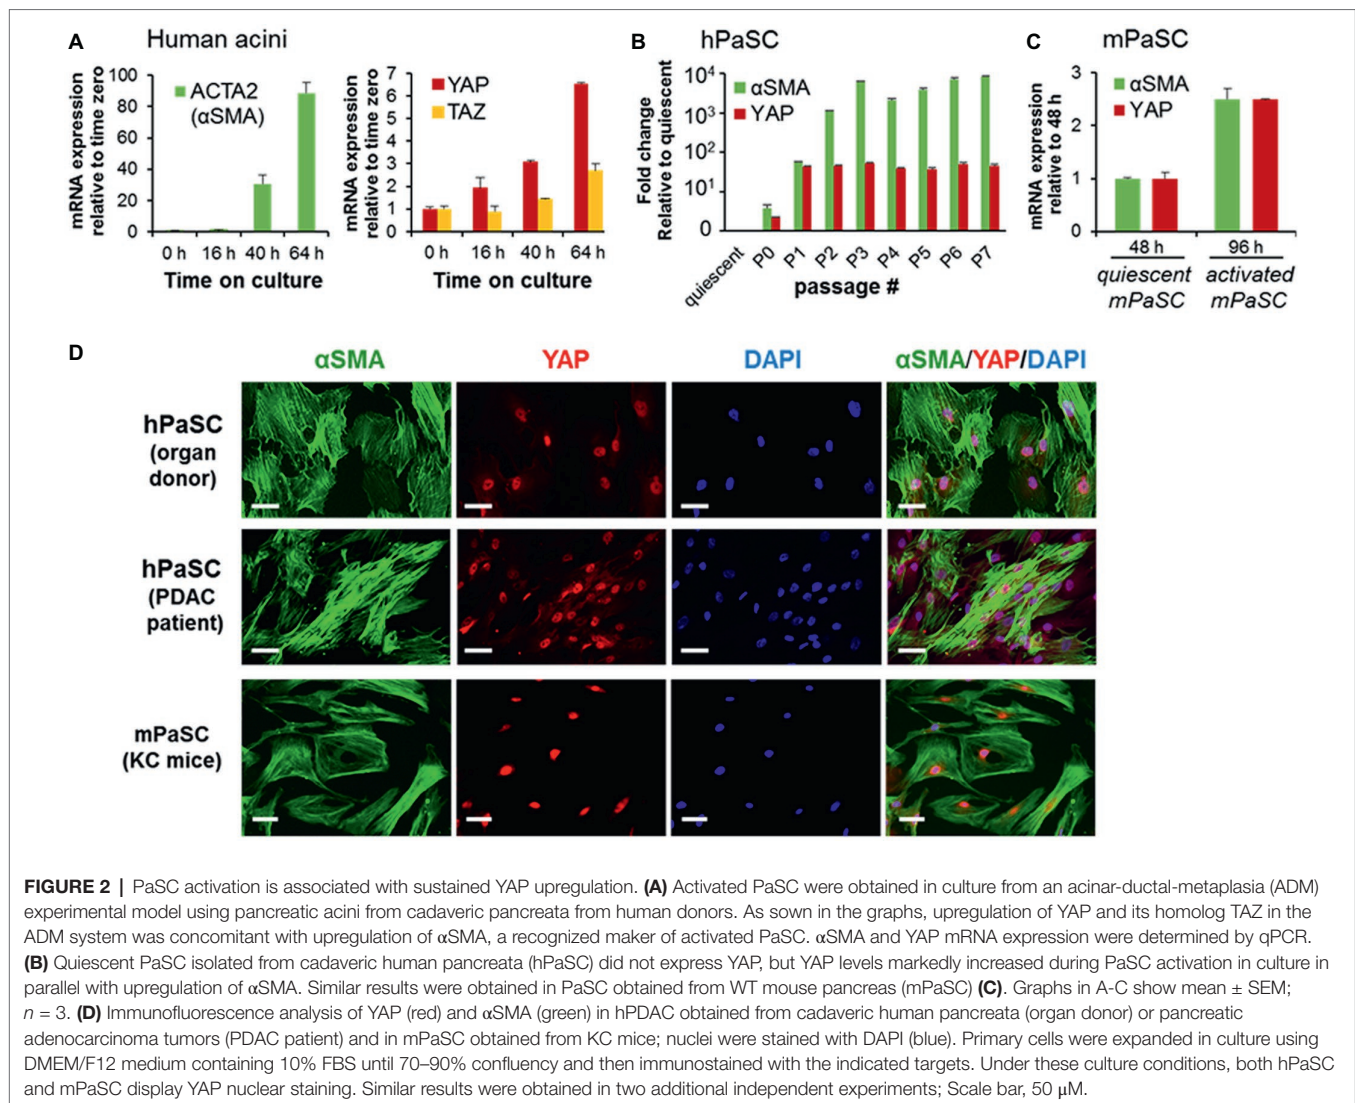 A
Human acini
mRNA expression
relative to time zero
100
80
60
40
20
0
ACTA2
(αSMA)
0 h 16 h 40 h 64 h
Time on culture
mRNA expression
relative to time zero
7
6
5
4
3
2
1
0
YAP
TAZ
0 h 16 h 40 h 64 h
Time on culture
B
hPaSC
Fold change
Relative to quiescent
10⁴
10³
10²
10¹
0
αSMA
YAP
quiescent P0 P1 P2 P3 P4 P5 P6 P7
passage #
C
mPaSC
mRNA expression
relative to 48 h
3
2
1
0
αSMA
YAP
48 h 96 h
quiescent activated
mPaSC mPaSC
D
αSMA YAP DAPI αSMA/YAP/DAPI
hPaSC
(organ
donor)
hPaSC
(PDAC
patient)
mPaSC
(KC mice)
FIGURE 2 | PaSC activation is associated with sustained YAP upregulation. (A) Activated PaSC were obtained in culture from an acinar-ductal-metaplasia (ADM)
experimental model using pancreatic acini from cadaveric pancreata from human donors. As sown in the graphs, upregulation of YAP and its homolog TAZ in the
ADM system was concomitant with upregulation of αSMA, a recognized maker of activated PaSC. αSMA and YAP mRNA expression were determined by qPCR.
(B) Quiescent PaSC isolated from cadaveric human pancreata (hPaSC) did not express YAP, but YAP levels markedly increased during PaSC activation in culture in
parallel with upregulation of αSMA. Similar results were obtained in PaSC obtained from WT mouse pancreas (mPaSC) (C). Graphs in A-C show mean ± SEM;
n = 3. (D) Immunofluorescence analysis of YAP (red) and αSMA (green) in hPDAC obtained from cadaveric human pancreata (organ donor) or pancreatic
adenocarcinoma tumors (PDAC patient) and in mPaSC obtained from KC mice; nuclei were stained with DAPI (blue). Primary cells were expanded in culture using
DMEM/F12 medium containing 10% FBS until 70–90% confluency and then immunostained with the indicated targets. Under these culture conditions, both hPaSC
and mPaSC display YAP nuclear staining. Similar results were obtained in two additional independent experiments; Scale bar, 50 μM.